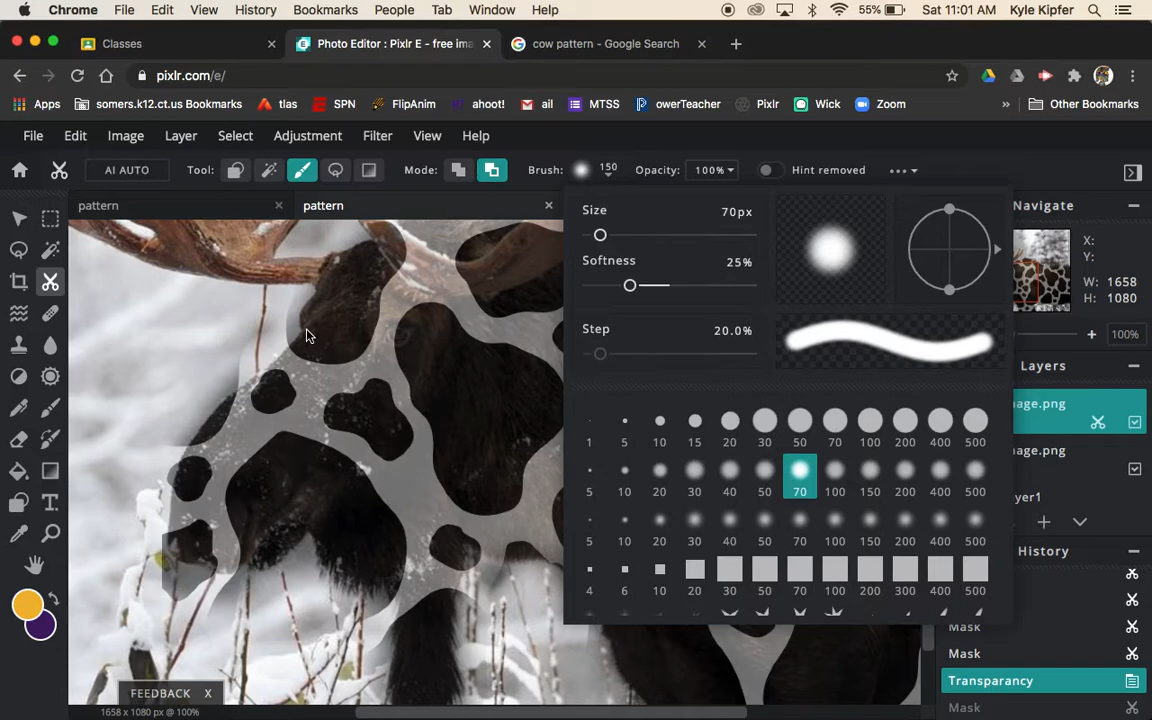 Chrome File Edit View History Bookmarks People Tab Window Help 55% Sat 11:01 AM Kyle Kipfer
Classes Photo Editor : Pixlr E - free ima cow pattern - Google Search
pixlr.com/e/
Apps somers.k12.ct.us Bookmarks tlas SPN FlipAnim ahoot! ail MTSS owerTeacher Pixlr Wick Zoom » Other Bookmarks
File Edit Image Layer Select Adjustment Filter View Help
AI AUTO Tool: Mode: Brush: 150 Opacity: 100% Hint removed
pattern pattern
Navigate
Size 70px
Softness 25%
Step 20.0%
X:
Y:
W: 1658
H: 1080
100%
Layers
age.png
age.png
yer1
1 5 10 15 20 30 50 70 100 200 400 500
5 10 20 30 40 50 70 100 150 200 400 500
5 10 20 30 40 50 70 100 150 200 400 500
4 6 10 20 30 50 70 100 200 300 400 500
History
Mask
Mask
Transparancy
Mask
FEEDBACK X
1658 x 1080 px @ 100%